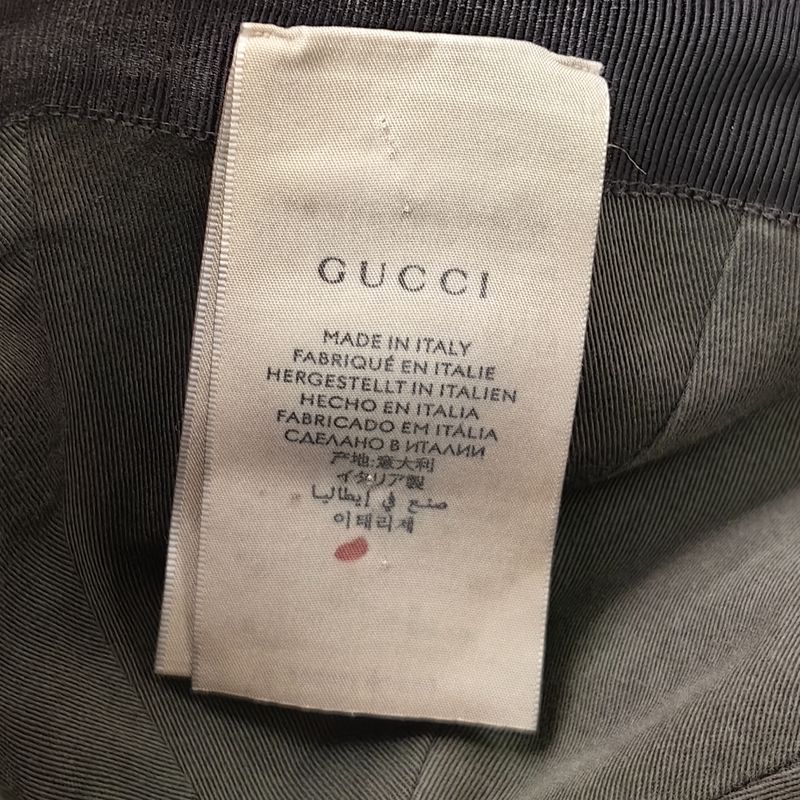 GUCCI
MADE IN ITALY
FABRIQUÉ EN ITALIE
HERGESTELLT IN ITALIEN
HECHO EN ITALIA
FABRICADO EM ITÁLIA
СДЕЛАНО В ИТАЛИИ
产地:意大利
イタリア製
صنع في إيطاليا
이태리제